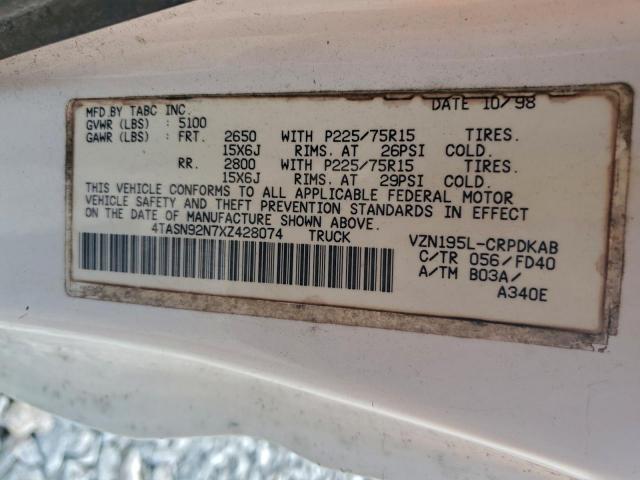 MFD.BY TABC INC. DATE 10/98
GVWR (LBS) : 5100
GAWR (LBS) : FRT. 2650 WITH P225/75R15 TIRES.
15X6J RIMS. AT 26PSI COLD.
RR. 2800 WITH P225/75R15 TIRES.
15X6J RIMS. AT 29PSI COLD.
THIS VEHICLE CONFORMS TO ALL APPLICABLE FEDERAL MOTOR
VEHICLE SAFETY AND THEFT PREVENTION STANDARDS IN EFFECT
ON THE DATE OF MANUFACTURE SHOWN ABOVE.
4TASN92N7XZ428074 TRUCK VZN195L-CRPDKAB
C/TR 056/FD40
A/TM B03A/
A340E